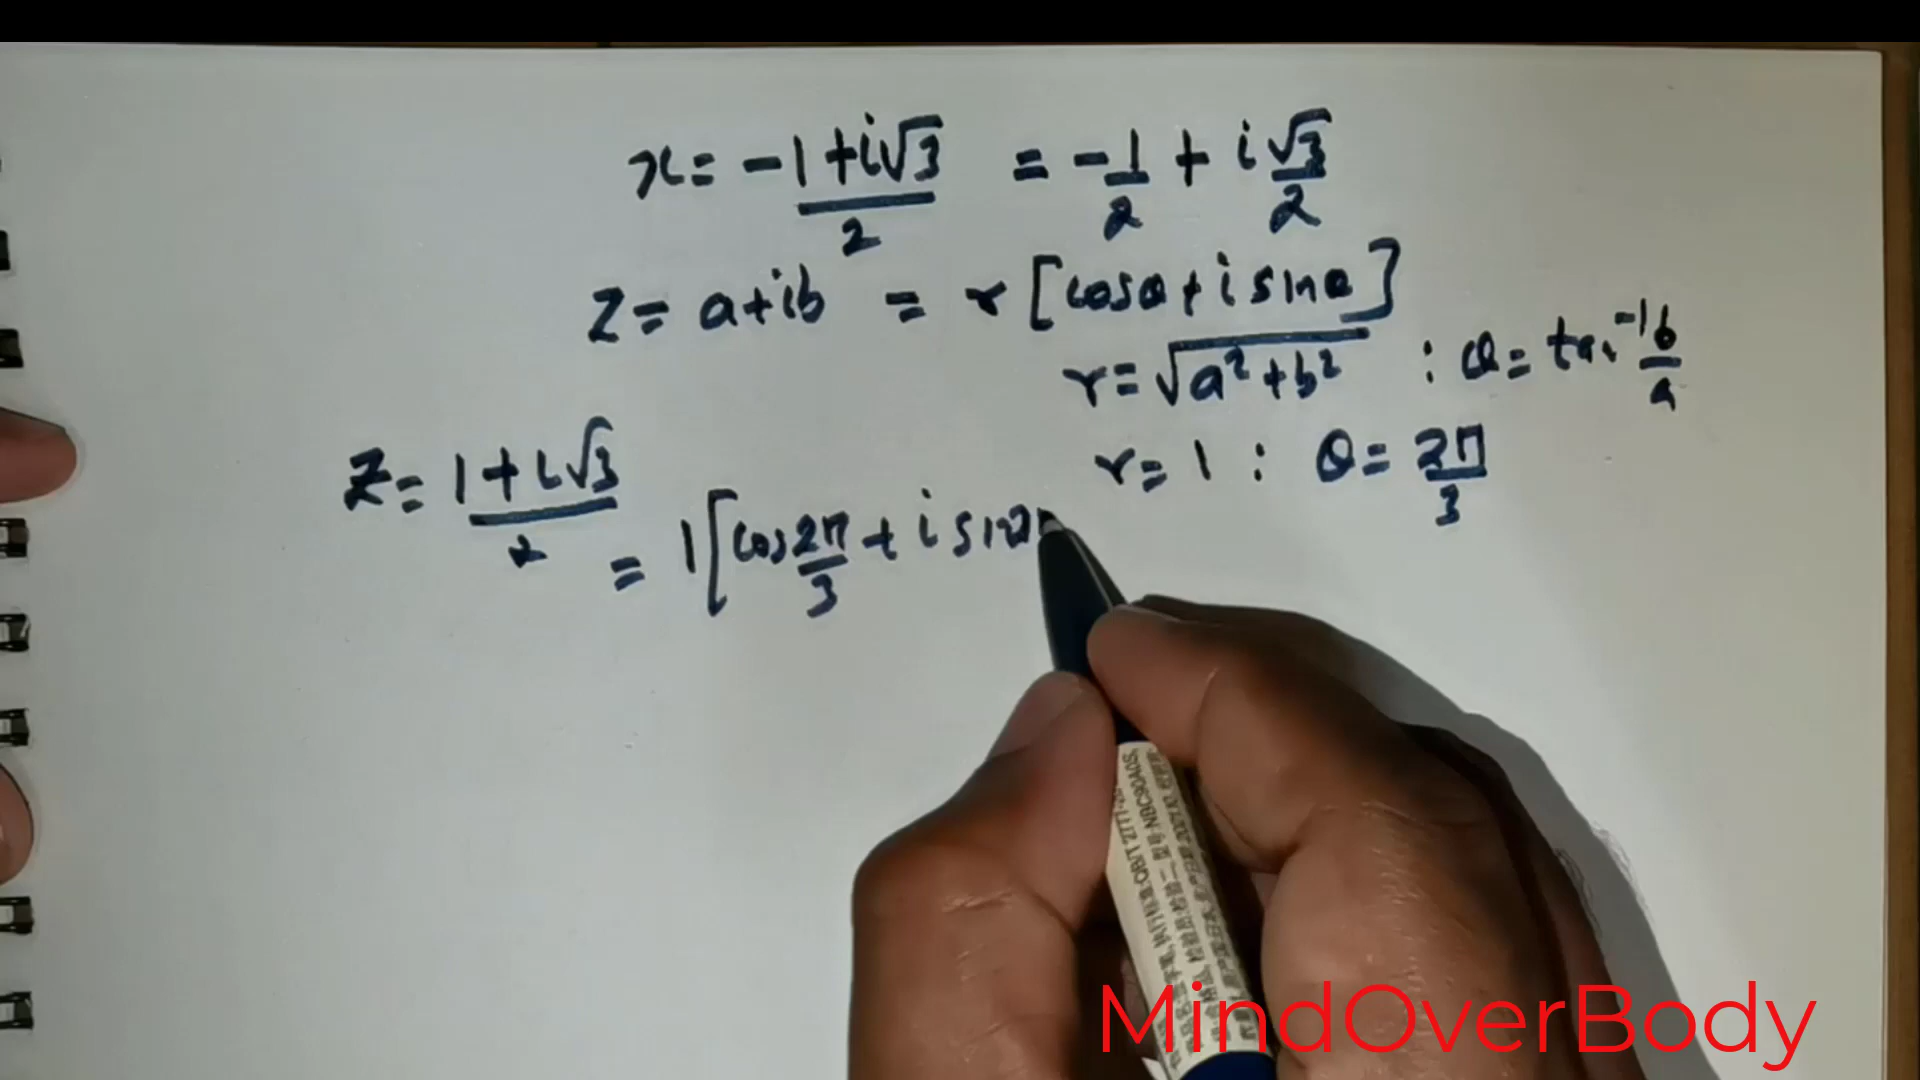 x = -1+i√3/2 = -1/2 + i√3/2
z = a+ib = r [cosθ + i sinθ]
r = √a²+b² : θ = tan⁻¹ b/a
r = 1 : θ = 2π/3
z = 1+i√3/2
= 1[cos 2π/3 + i sin 2π
MindOverBody